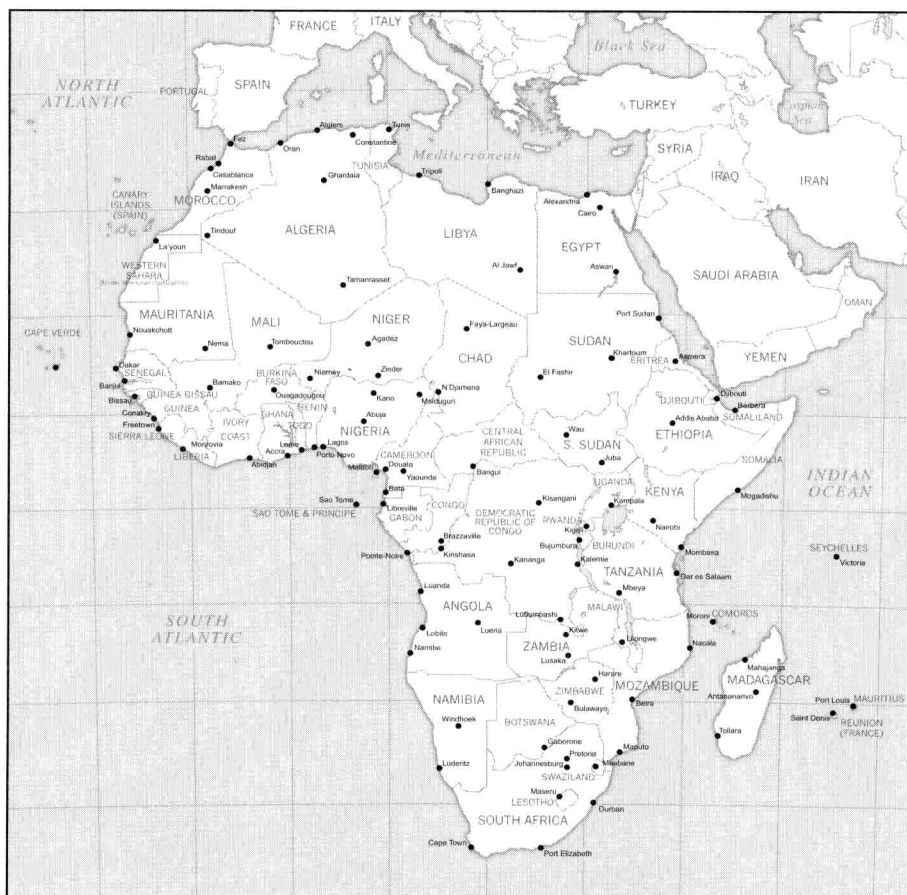 FRANCE
ITALY
Black Sea
NORTH
ATLANTIC
PORTUGAL
SPAIN
TURKEY
Caspian
Sea
Algiers
Tunis
Fez
Oran
Constantine
Mediterranean
SYRIA
Rabat
Casablanca
TUNISIA
Tripoli
IRAQ
IRAN
Marrakesh
Ghardaia
Banghazi
CANARY
ISLANDS
(SPAIN)
MOROCCO
Alexandria
Cairo
Tindouf
ALGERIA
LIBYA
La'youn
EGYPT
WESTERN
SAHARA
Al Jawf
Aswan
SAUDI ARABIA
Tamanrasset
OMAN
MAURITANIA
MALI
NIGER
Port Sudan
CAPE VERDE
Nouakchott
Nema
Tombouctou
Agadez
Faya-Largeau
SUDAN
CHAD
Khartoum
ERITREA
Asmera
YEMEN
Dakar
SENEGAL
Banjul
Bamako
BURKINA
FASO
Niamey
Zinder
El Fashir
Bissau
GUINEA BISSAU
Ouagadougou
Kano
N'Djamena
Maiduguri
DJIBOUTI
Djibouti
Berbera
Conakry
GUINEA
BENIN
Abuja
Freetown
IVORY
COAST
GHANA
TOGO
NIGERIA
SOMALILAND
Addis Ababa
ETHIOPIA
SIERRA LEONE
CENTRAL
AFRICAN
REPUBLIC
Wau
S. SUDAN
Monrovia
LIBERIA
Abidjan
Accra
Lome
Lagos
Porto Novo
CAMEROON
Malabo
Douala
Yaounde
Bangui
Juba
SOMALIA
INDIAN
OCEAN
Bata
UGANDA
KENYA
Sao Tome
Libreville
SAO TOME & PRINCIPE
GABON
CONGO
DEMOCRATIC
REPUBLIC OF
CONGO
Kisangani
Kampala
Mogadishu
RWANDA
Kigali
Nairobi
Brazzaville
Kinshasa
Bujumbura
BURUNDI
Mombasa
Pointe-Noire
Kananga
Kalemie
SEYCHELLES
Victoria
TANZANIA
Dar es Salaam
Luanda
Mbeya
ANGOLA
MALAWI
Moroni
COMOROS
SOUTH
ATLANTIC
Lobito
Luena
Lubumbashi
Kitwe
Lilongwe
ZAMBIA
Nacala
Namibe
Lusaka
Mahajanga
Harare
MOZAMBIQUE
MADAGASCAR
NAMIBIA
ZIMBABWE
Antananarivo
Bulawayo
Beira
Port Louis
MAURITIUS
Saint Denis
REUNION
(FRANCE)
Windhoek
BOTSWANA
Toliara
Gaborone
Pretoria
Maputo
Luderitz
Johannesburg
Mbabane
SWAZILAND
Maseru
LESOTHO
Durban
SOUTH AFRICA
Cape Town
Port Elizabeth